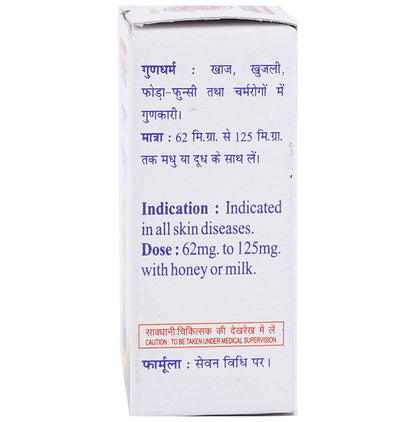 गुणधर्म : खाज, खुजली,
फोड़ा-फुन्सी तथा चर्मरोगों में
गुणकारी।
मात्रा : 62 मि.ग्रा. से 125 मि.ग्रा.
तक मधु या दूध के साथ लें।
Indication : Indicated
in all skin diseases.
Dose : 62mg. to 125mg.
with honey or milk.
सावधानी:चिकित्सक की देखरेख में लें
CAUTION : TO BE TAKEN UNDER MEDICAL SUPERVISION.
फार्मूला : सेवन विधि पर।